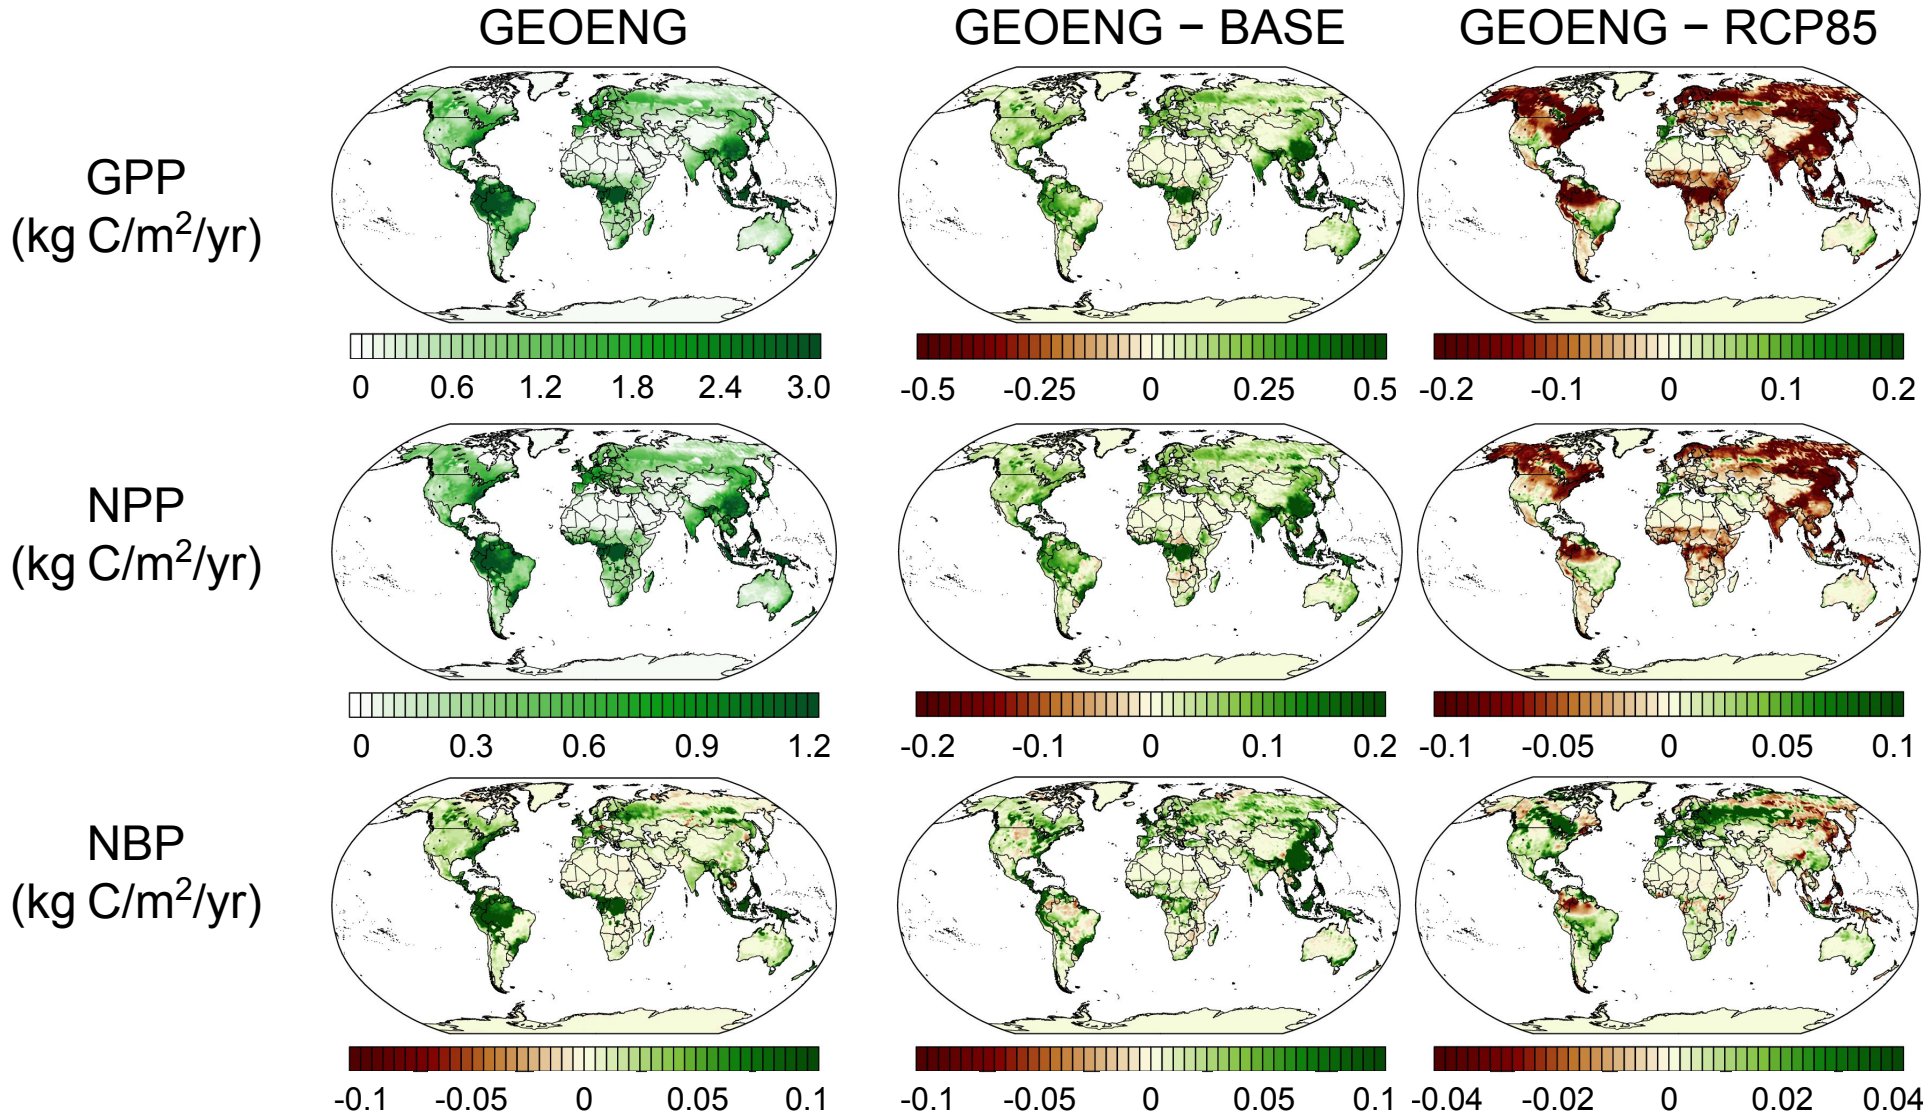 GEOENG
GEOENG − BASE
GEOENG − RCP85
GPP
(kg C/m²/yr)
0 0.6 1.2 1.8 2.4 3.0
-0.5 -0.25 0 0.25 0.5
-0.2 -0.1 0 0.1 0.2
NPP
(kg C/m²/yr)
0 0.3 0.6 0.9 1.2
-0.2 -0.1 0 0.1 0.2
-0.1 -0.05 0 0.05 0.1
NBP
(kg C/m²/yr)
-0.1 -0.05 0 0.05 0.1
-0.1 -0.05 0 0.05 0.1
-0.04 -0.02 0 0.02 0.04